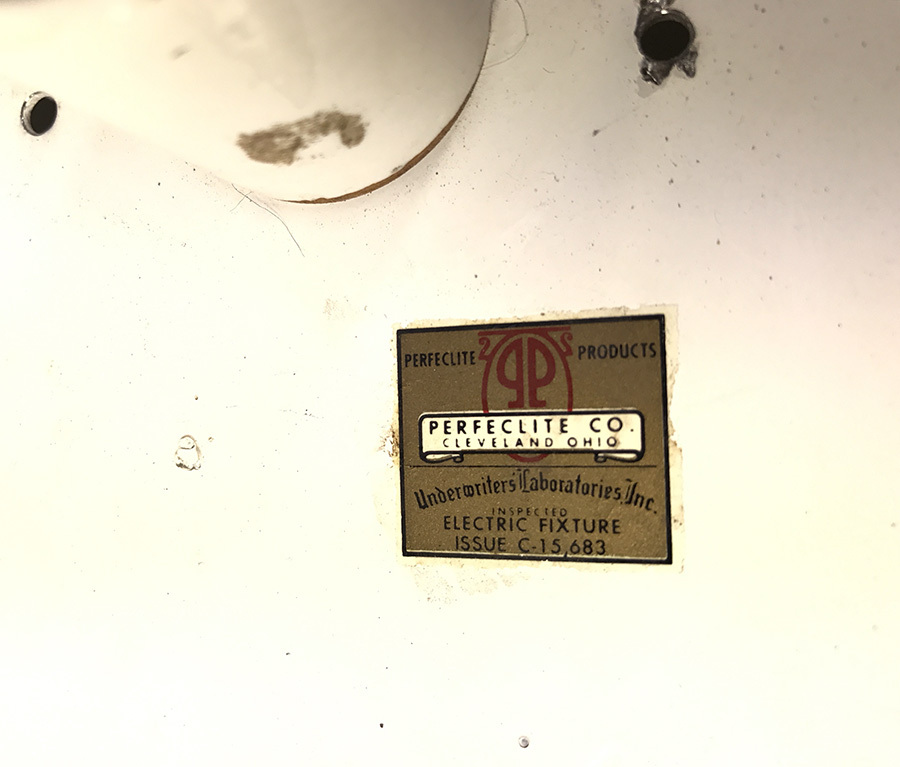 PERFECLITE PP PRODUCTS
PERFECLITE CO.
CLEVELAND OHIO
Underwriters' Laboratories, Inc.
INSPECTED
ELECTRIC FIXTURE
ISSUE C-15,683